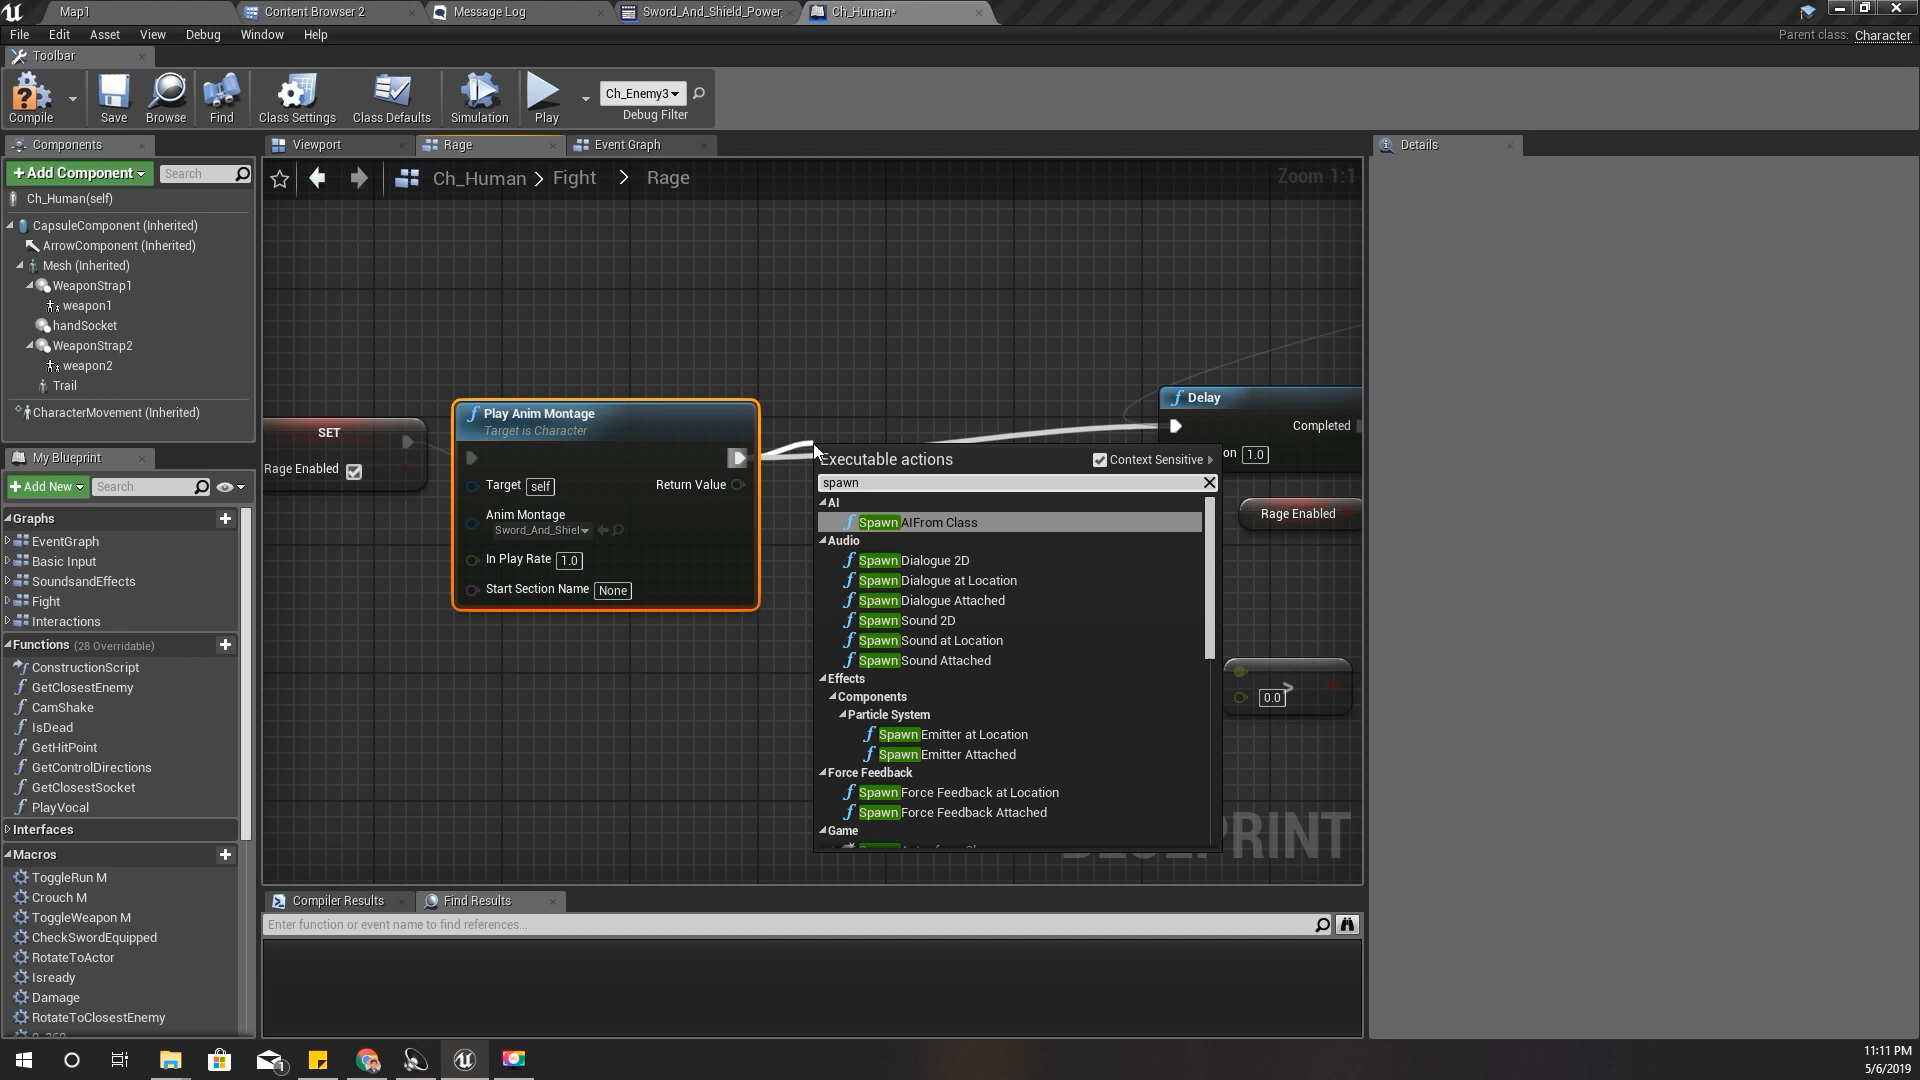 Map1
Content Browser 2
Message Log
Sword_And_Shield_Power
Ch_Human*
File
Edit
Asset
View
Debug
Window
Help
Parent class: Character
Toolbar
Compile
Save
Browse
Find
Class Settings
Class Defaults
Simulation
Play
Ch_Enemy3
Debug Filter
Components
Viewport
Rage
Event Graph
Details
+Add Component
Search
Ch_Human > Fight > Rage
Zoom 1:1
Ch_Human(self)
CapsuleComponent (Inherited)
ArrowComponent (Inherited)
Mesh (Inherited)
WeaponStrap1
weapon1
handSocket
WeaponStrap2
weapon2
Trail
CharacterMovement (Inherited)
My Blueprint
+Add New
Search
Graphs
EventGraph
Basic Input
SoundsandEffects
Fight
Interactions
Functions (28 Overridable)
ConstructionScript
GetClosestEnemy
CamShake
IsDead
GetHitPoint
GetControlDirections
GetClosestSocket
PlayVocal
Interfaces
Macros
ToggleRun M
Crouch M
ToggleWeapon M
CheckSwordEquipped
RotateToActor
Isready
Damage
RotateToClosestEnemy
SET
Rage Enabled
Play Anim Montage
Target is Character
Target self
Return Value
Anim Montage
Sword_And_Shiel
In Play Rate 1.0
Start Section Name None
Delay
Completed
on 1.0
Rage Enabled
0.0
>
Executable actions
Context Sensitive
spawn
AI
Spawn AIFrom Class
Audio
Spawn Dialogue 2D
Spawn Dialogue at Location
Spawn Dialogue Attached
Spawn Sound 2D
Spawn Sound at Location
Spawn Sound Attached
Effects
Components
Particle System
Spawn Emitter at Location
Spawn Emitter Attached
Force Feedback
Spawn Force Feedback at Location
Spawn Force Feedback Attached
Game
Compiler Results
Find Results
Enter function or event name to find references...
11:11 PM
5/6/2019